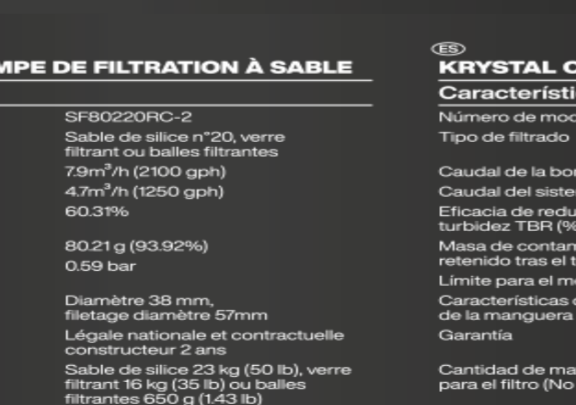 MPE DE FILTRATION À SABLE
SF80220RC-2
Sable de silice n°20, verre
filtrant ou balles filtrantes
7.9m³/h (2100 gph)
4.7m³/h (1250 gph)
60.31%
80.21 g (93.92%)
0.59 bar
Diamètre 38 mm,
filetage diamètre 57mm
Légale nationale et contractuelle
constructeur 2 ans
Sable de silice 23 kg (50 lb), verre
filtrant 16 kg (35 lb) ou balles
filtrantes 650 g (1.43 lb)
ES
KRYSTAL C
Característi
Número de mod
Tipo de filtrado
Caudal de la bo
Caudal del siste
Eficacia de redu
turbidez TBR (%
Masa de contam
retenido tras el t
Límite para el m
Características
de la manguera
Garantía
Cantidad de ma
para el filtro (No